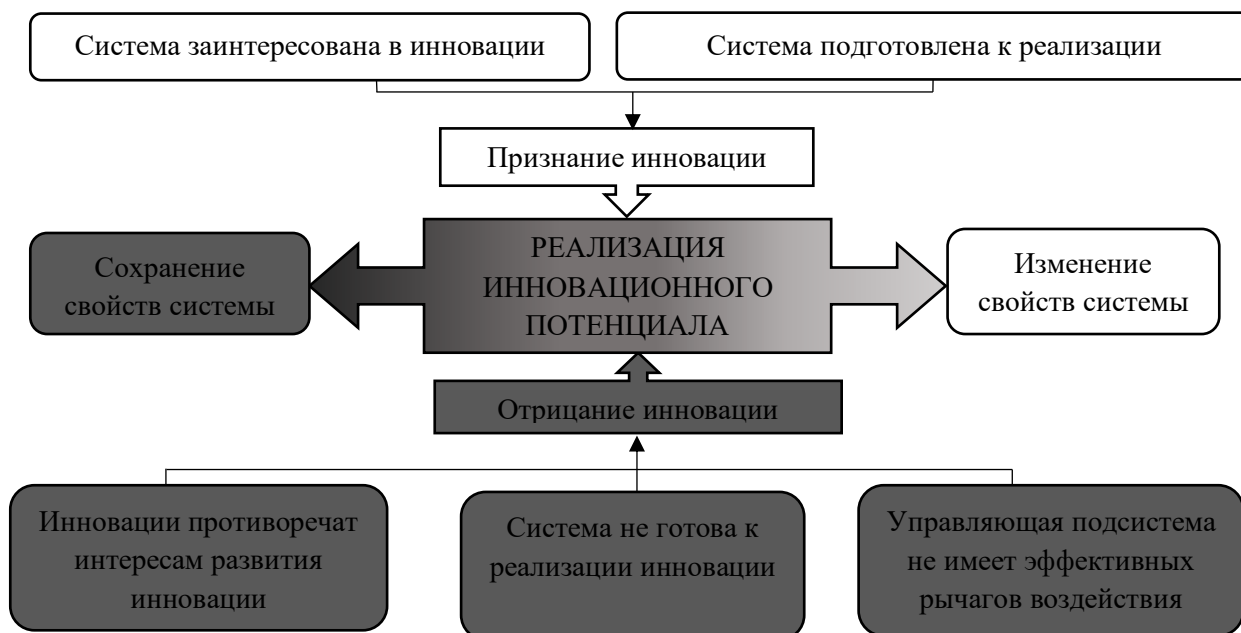 Система заинтересована в инновации
Система подготовлена к реализации
Признание инновации
Сохранение
свойств системы
РЕАЛИЗАЦИЯ
ИННОВАЦИОННОГО
ПОТЕНЦИАЛА
Изменение
свойств системы
Отрицание инновации
Инновации противоречат
интересам развития
инновации
Система не готова к
реализации инновации
Управляющая подсистема
не имеет эффективных
рычагов воздействия